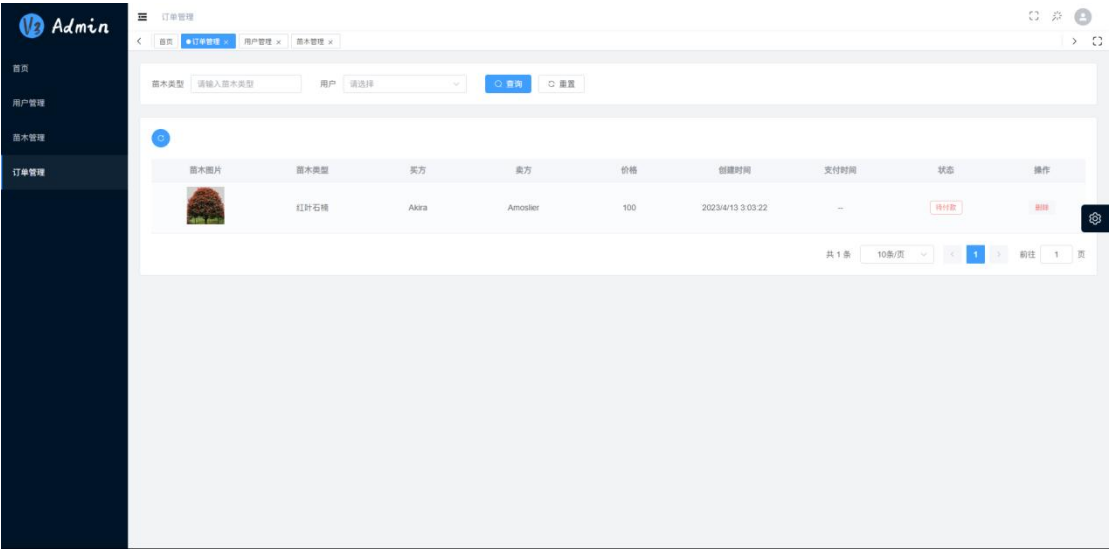 V3 Admin
订单管理
首页 订单管理 × 用户管理 × 苗木管理 ×
首页
用户管理
苗木管理
订单管理
苗木类型 请输入苗木类型 用户 请选择 查询 重置
苗木图片 苗木类型 买方 卖方 价格 创建时间 支付时间 状态 操作
红叶石楠 Akira Amoslier 100 2023/4/13 3:03:22 -- 待付款 删除
共 1 条 10条/页 1 前往 1 页